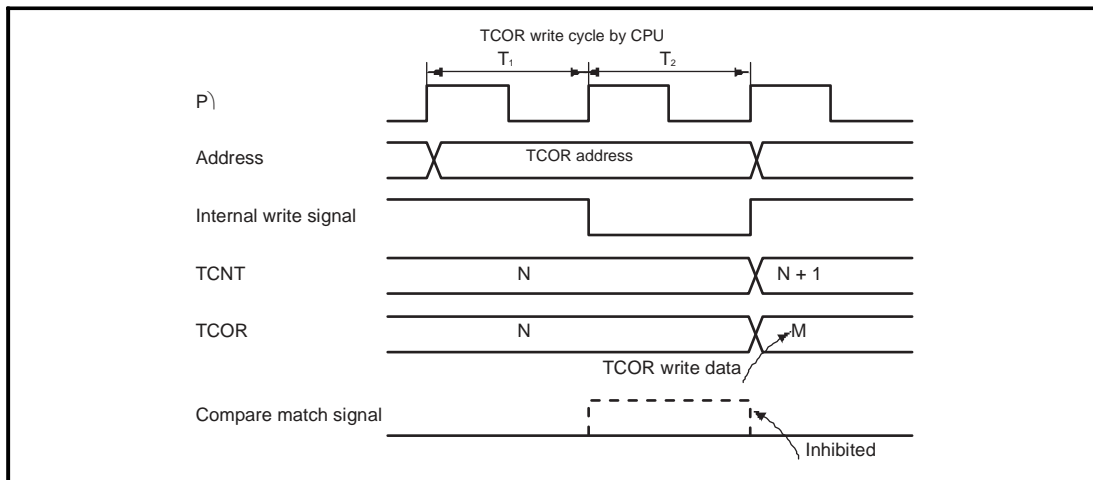 TCOR write cycle by CPU
T₁ T₂
P
Address
TCOR address
Internal write signal
TCNT
N
N + 1
TCOR
N
M
TCOR write data
Compare match signal
Inhibited